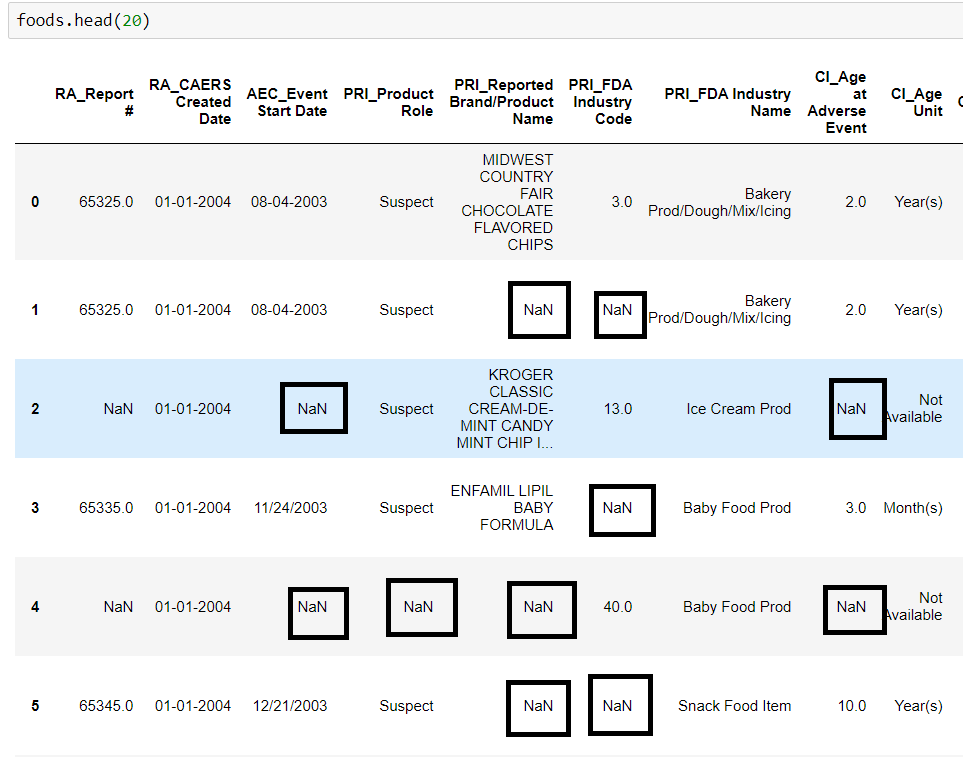 foods.head(20)
RA_Report # RA_CAERS Created Date AEC_Event Start Date PRI_Product Role PRI_Reported Brand/Product Name PRI_FDA Industry Code PRI_FDA Industry Name CI_Age at Adverse Event CI_Age Unit
0 65325.0 01-01-2004 08-04-2003 Suspect MIDWEST COUNTRY FAIR CHOCOLATE FLAVORED CHIPS 3.0 Bakery Prod/Dough/Mix/Icing 2.0 Year(s)
1 65325.0 01-01-2004 08-04-2003 Suspect NaN NaN Bakery Prod/Dough/Mix/Icing 2.0 Year(s)
2 NaN 01-01-2004 NaN Suspect KROGER CLASSIC CREAM-DE-MINT CANDY MINT CHIP I... 13.0 Ice Cream Prod NaN Not Available
3 65335.0 01-01-2004 11/24/2003 Suspect ENFAMIL LIPIL BABY FORMULA NaN Baby Food Prod 3.0 Month(s)
4 NaN 01-01-2004 NaN NaN NaN 40.0 Baby Food Prod NaN Not Available
5 65345.0 01-01-2004 12/21/2003 Suspect NaN NaN Snack Food Item 10.0 Year(s)